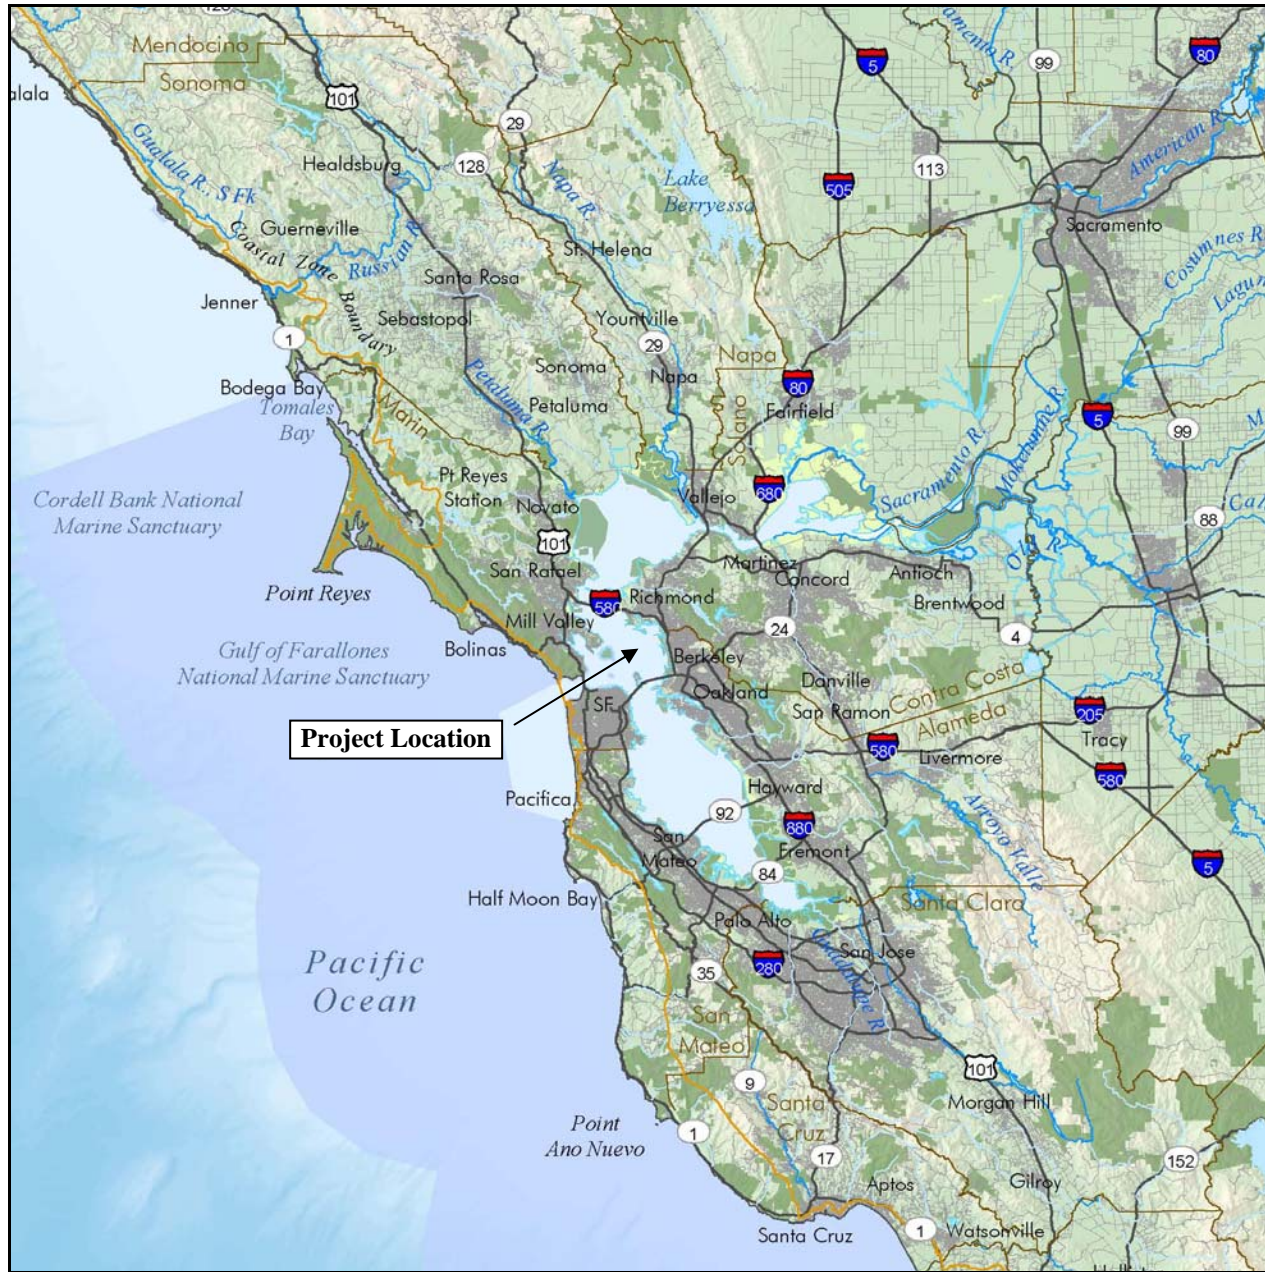 128
Mendocino
Sonoma
alala
101
5
99
80
29
128
113
505
Healdsburg
Gualala R., S Fk
Guerneville
Coastal Zone Boundary
Russian R.
Napa R.
Lake
Berryessa
American R.
Sacramento
Cosumnes R
Lagun
St. Helena
Santa Rosa
Jenner
1
Sebastopol
Yountville
29
Napa
Napa
Sonoma
80
Fairfield
Solano
Bodega Bay
Tomales
Bay
Marin
Petaluma R.
Petaluma
5
99
Mokelumne R.
Sacramento R.
Pt Reyes
Station
Novato
Vallejo
680
Cordell Bank National
Marine Sanctuary
88
101
San Rafael
Martinez
Concord
Antioch
Brentwood
Point Reyes
580
Richmond
Mill Valley
24
4
Bolinas
Gulf of Farallones
National Marine Sanctuary
Berkeley
Oakland
Danville
San Ramon
Contra Costa
Alameda
SF
Project Location
205
Tracy
580
Livermore
580
Pacifica
Hayward
92
880
Fremont
Arroyo Valle
San
Mateo
84
5
Half Moon Bay
Palo Alto
Santa Clara
Guadalupe R.
San Jose
280
35
Pacific
Ocean
San
Mateo
101
Morgan Hill
9
Santa
Cruz
Point
Ano Nuevo
1
17
152
Aptos
Gilroy
Santa Cruz
1
Watsonville